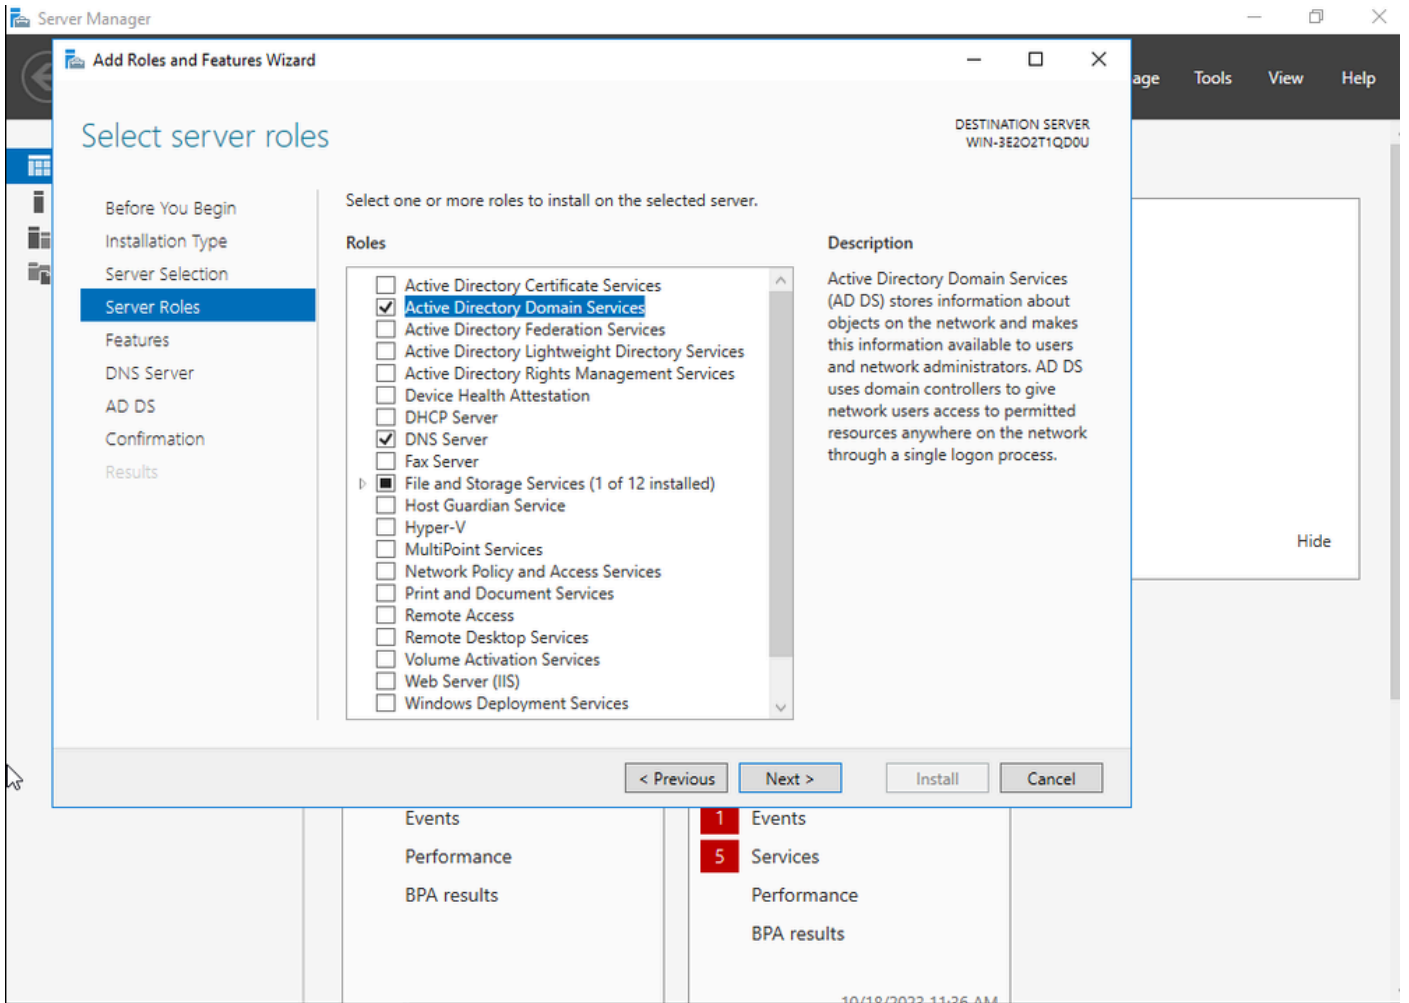 Server Manager
Add Roles and Features Wizard
age Tools View Help
Select server roles
DESTINATION SERVER
WIN-3E2O2T1QD0U
Before You Begin
Installation Type
Server Selection
Server Roles
Features
DNS Server
AD DS
Confirmation
Results
Select one or more roles to install on the selected server.
Roles
Active Directory Certificate Services
Active Directory Domain Services
Active Directory Federation Services
Active Directory Lightweight Directory Services
Active Directory Rights Management Services
Device Health Attestation
DHCP Server
DNS Server
Fax Server
File and Storage Services (1 of 12 installed)
Host Guardian Service
Hyper-V
MultiPoint Services
Network Policy and Access Services
Print and Document Services
Remote Access
Remote Desktop Services
Volume Activation Services
Web Server (IIS)
Windows Deployment Services
Description
Active Directory Domain Services
(AD DS) stores information about
objects on the network and makes
this information available to users
and network administrators. AD DS
uses domain controllers to give
network users access to permitted
resources anywhere on the network
through a single logon process.
Hide
< Previous
Next >
Install
Cancel
Events
Performance
BPA results
1 Events
5 Services
Performance
BPA results
10/18/2023 11:36 AM